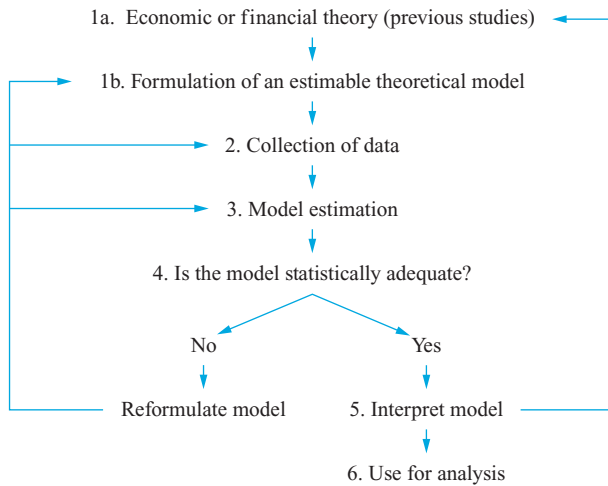 1a. Economic or financial theory (previous studies)
1b. Formulation of an estimable theoretical model
2. Collection of data
3. Model estimation
4. Is the model statistically adequate?
No
Yes
Reformulate model
5. Interpret model
6. Use for analysis